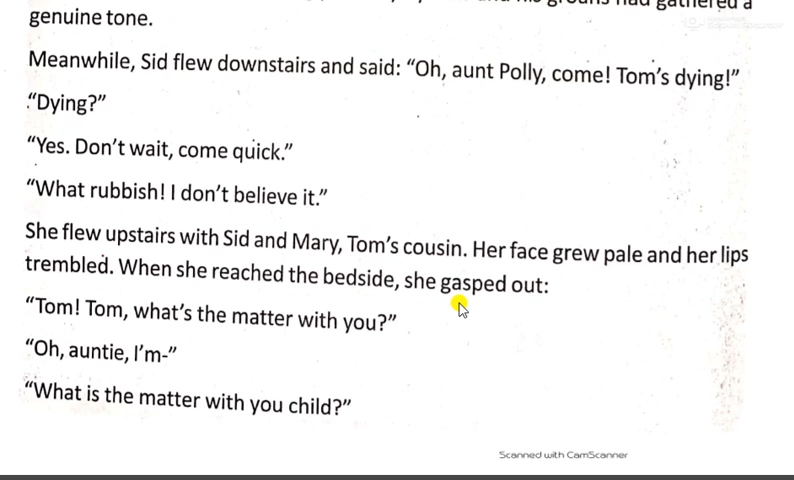 genuine tone.
Meanwhile, Sid flew downstairs and said: “Oh, aunt Polly, come! Tom’s dying!”
“Dying?”
“Yes. Don’t wait, come quick.”
“What rubbish! I don’t believe it.”
She flew upstairs with Sid and Mary, Tom’s cousin. Her face grew pale and her lips
trembled. When she reached the bedside, she gasped out:
“Tom! Tom, what’s the matter with you?”
“Oh, auntie, I’m-”
“What is the matter with you child?”
Scanned with CamScanner